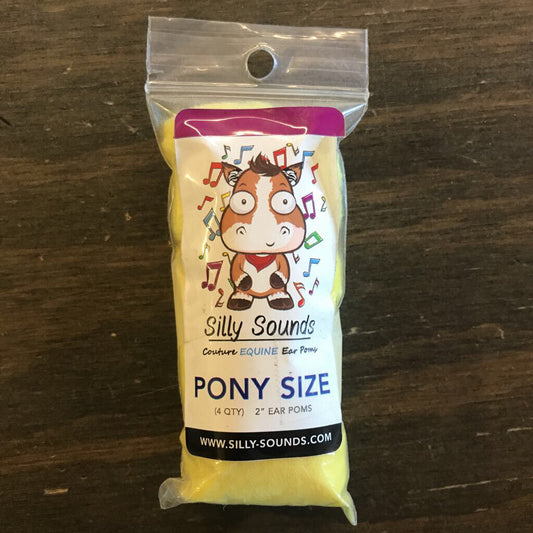 Silly Sounds
Couture EQUINE Ear Poms
PONY SIZE
(4 QTY) 2" EAR POMS
WWW.SILLY-SOUNDS.COM